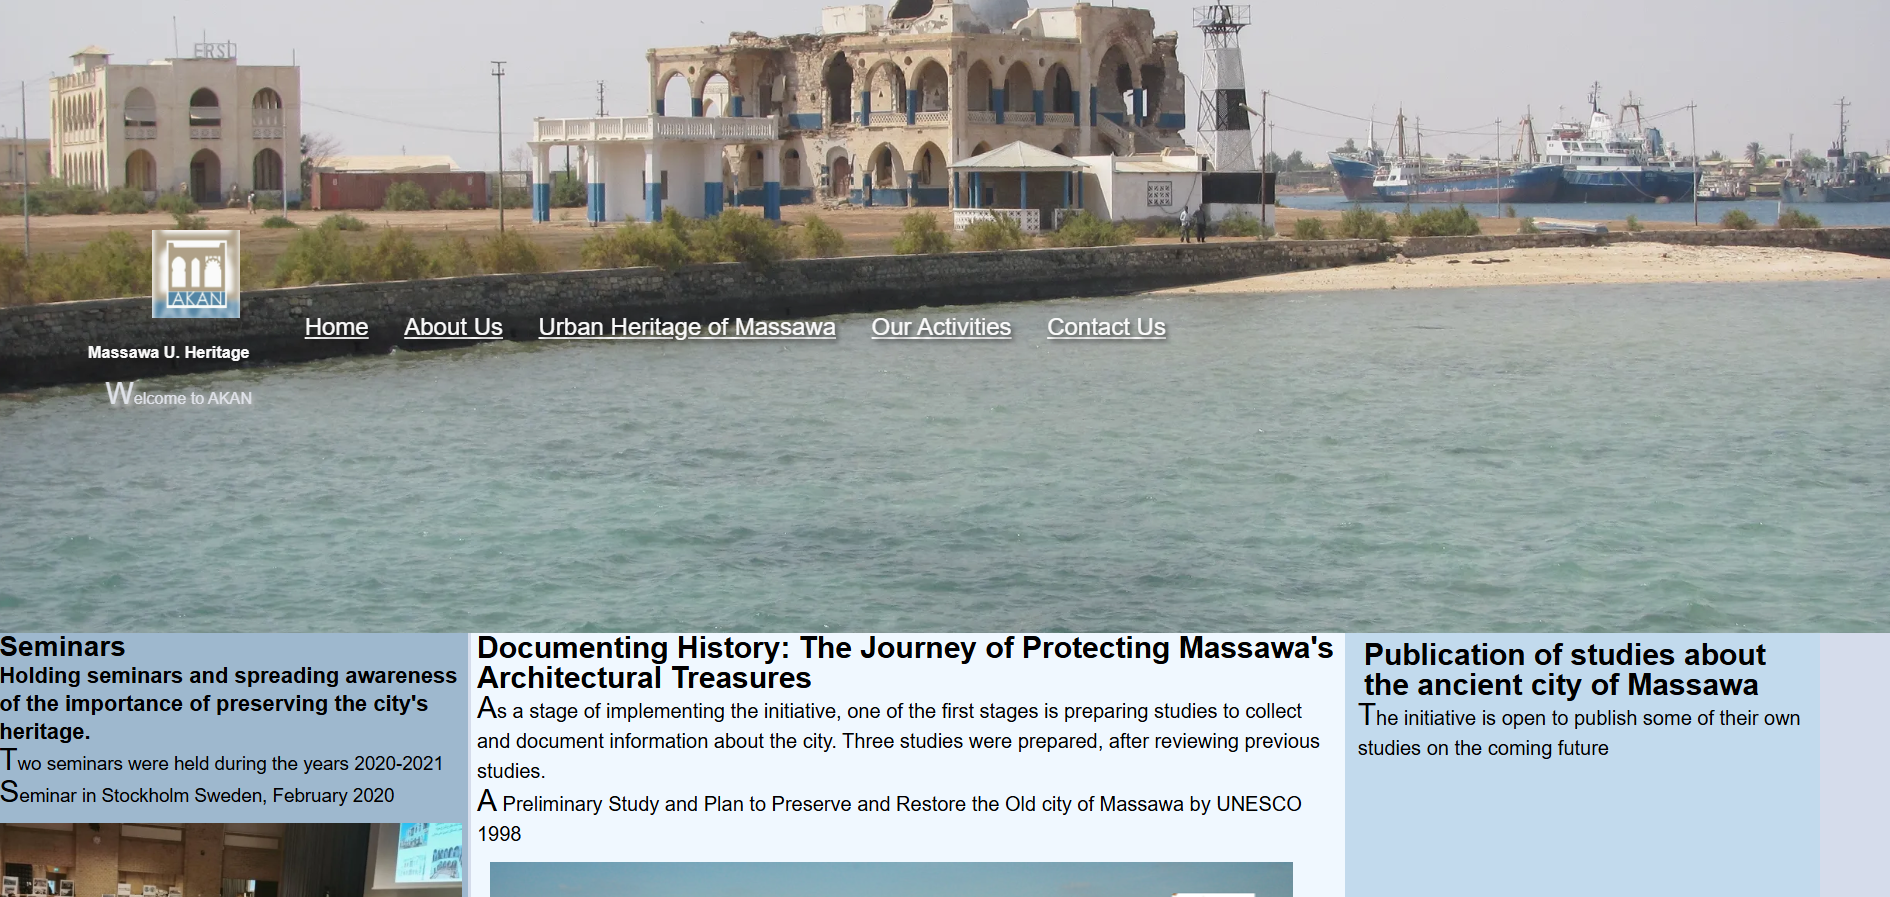 ERSL
AKAN
Massawa U. Heritage
Home About Us Urban Heritage of Massawa Our Activities Contact Us
Welcome to AKAN
Seminars
Holding seminars and spreading awareness
of the importance of preserving the city's
heritage.
Two seminars were held during the years 2020-2021
Seminar in Stockholm Sweden, February 2020
Documenting History: The Journey of Protecting Massawa's
Architectural Treasures
As a stage of implementing the initiative, one of the first stages is preparing studies to collect
and document information about the city. Three studies were prepared, after reviewing previous
studies.
A Preliminary Study and Plan to Preserve and Restore the Old city of Massawa by UNESCO
1998
Publication of studies about
the ancient city of Massawa
The initiative is open to publish some of their own
studies on the coming future